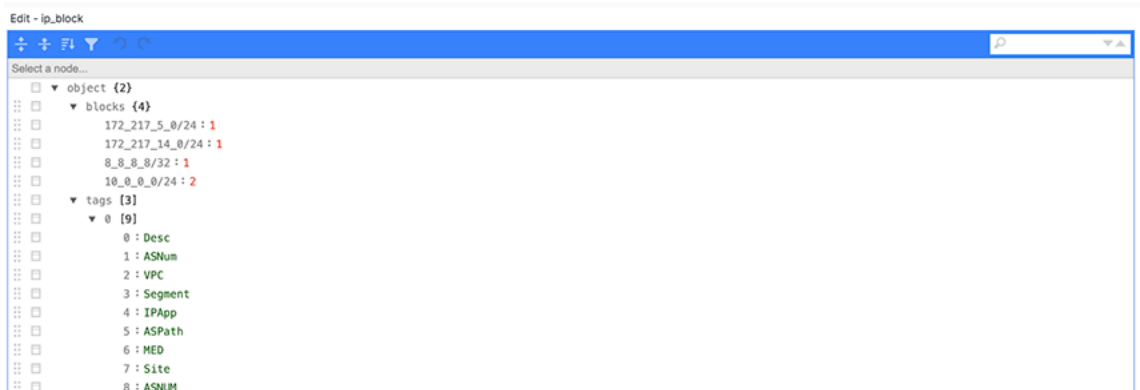 Edit - ip_block
Select a node...
object {2}
blocks {4}
172_217_5_0/24 : 1
172_217_14_0/24 : 1
8_8_8_8/32 : 1
10_0_0_0/24 : 2
tags [3]
0 [9]
0 : Desc
1 : ASNum
2 : VPC
3 : Segment
4 : IPApp
5 : ASPath
6 : MED
7 : Site
8 : ASNUM